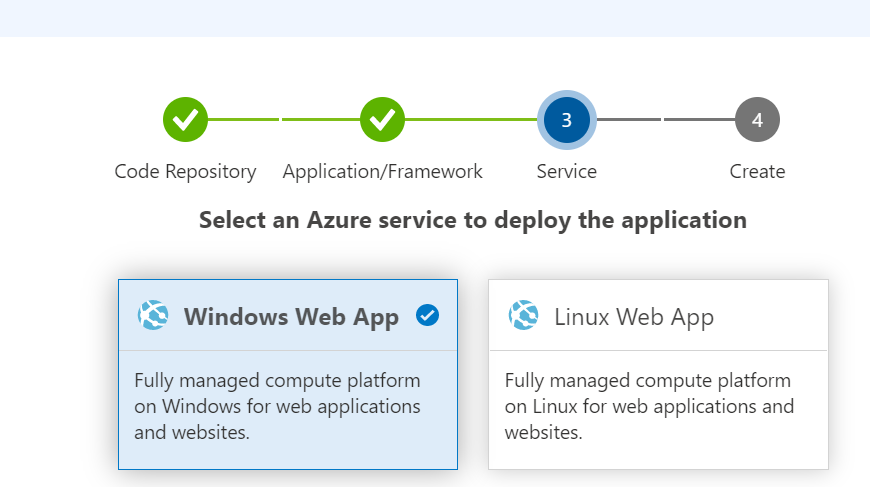 3
4
Code Repository
Application/Framework
Service
Create
Select an Azure service to deploy the application
Windows Web App
Fully managed compute platform
on Windows for web applications
and websites.
Linux Web App
Fully managed compute platform
on Linux for web applications and
websites.